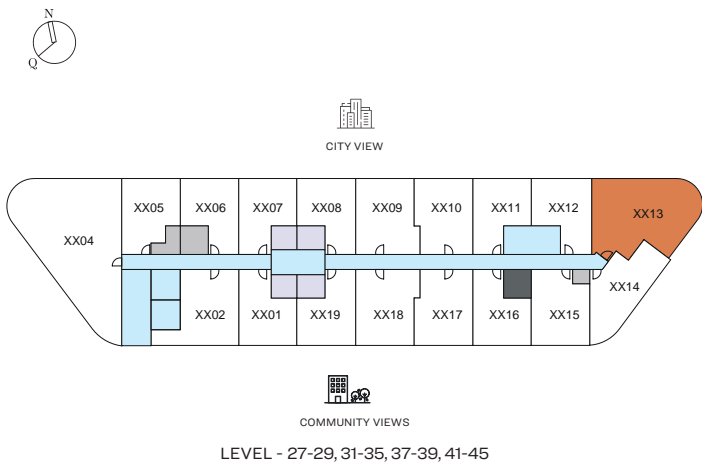 N
Q
CITY VIEW
XX05 XX06 XX07 XX08 XX09 XX10 XX11 XX12 XX13
XX04
XX14
XX02 XX01 XX19 XX18 XX17 XX16 XX15
COMMUNITY VIEWS
LEVEL - 27-29, 31-35, 37-39, 41-45